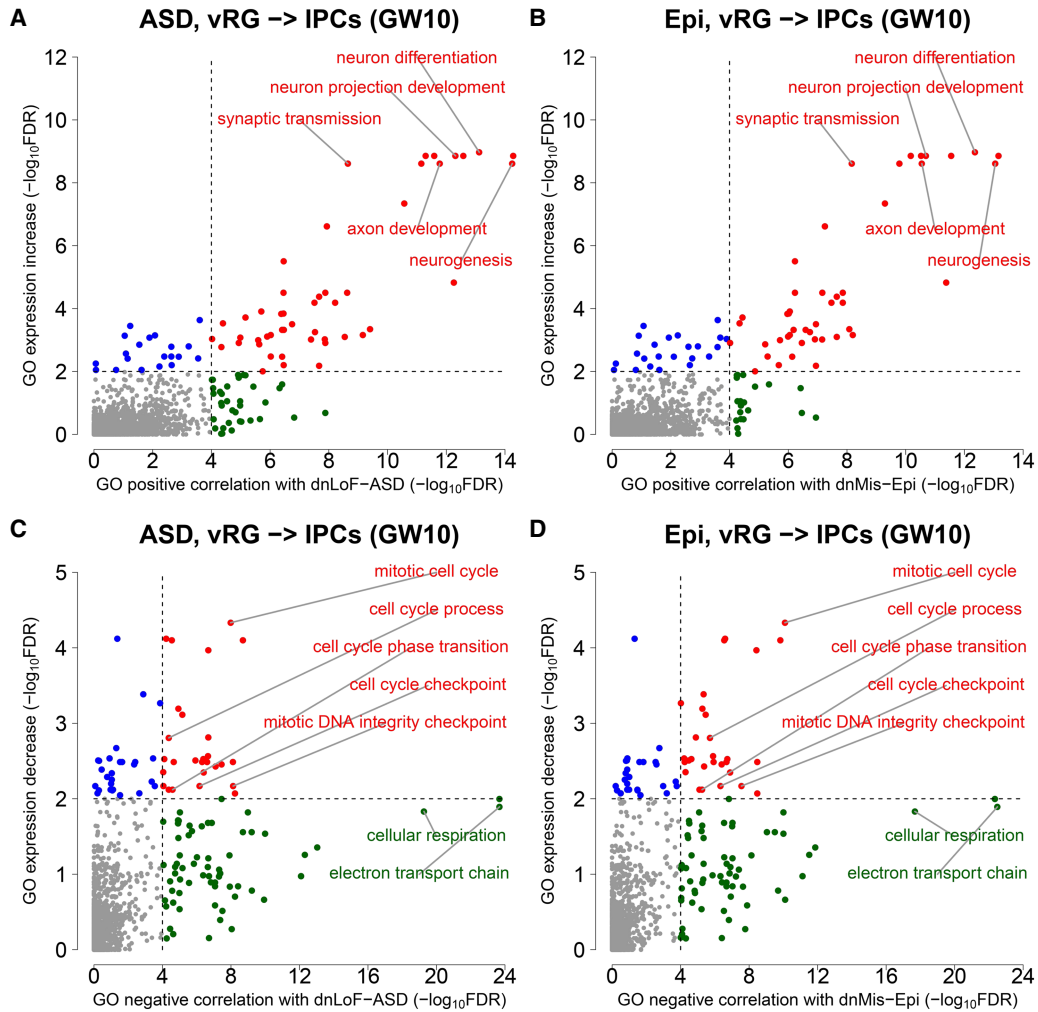 A
ASD, vRG −> IPCs (GW10)
GO expression increase (−log10FDR)
12
10
8
6
4
2
0
neuron differentiation
neuron projection development
synaptic transmission
axon development
neurogenesis
0 2 4 6 8 10 12 14
GO positive correlation with dnLoF−ASD (−log10FDR)
B
Epi, vRG −> IPCs (GW10)
GO expression increase (−log10FDR)
12
10
8
6
4
2
0
neuron differentiation
neuron projection development
synaptic transmission
axon development
neurogenesis
0 2 4 6 8 10 12 14
GO positive correlation with dnMis−Epi (−log10FDR)
C
ASD, vRG −> IPCs (GW10)
GO expression decrease (−log10FDR)
5
4
3
2
1
0
mitotic cell cycle
cell cycle process
cell cycle phase transition
cell cycle checkpoint
mitotic DNA integrity checkpoint
cellular respiration
electron transport chain
0 4 8 12 16 20 24
GO negative correlation with dnLoF−ASD (−log10FDR)
D
Epi, vRG −> IPCs (GW10)
GO expression decrease (−log10FDR)
5
4
3
2
1
0
mitotic cell cycle
cell cycle process
cell cycle phase transition
cell cycle checkpoint
mitotic DNA integrity checkpoint
cellular respiration
electron transport chain
0 4 8 12 16 20 24
GO negative correlation with dnMis−Epi (−log10FDR)